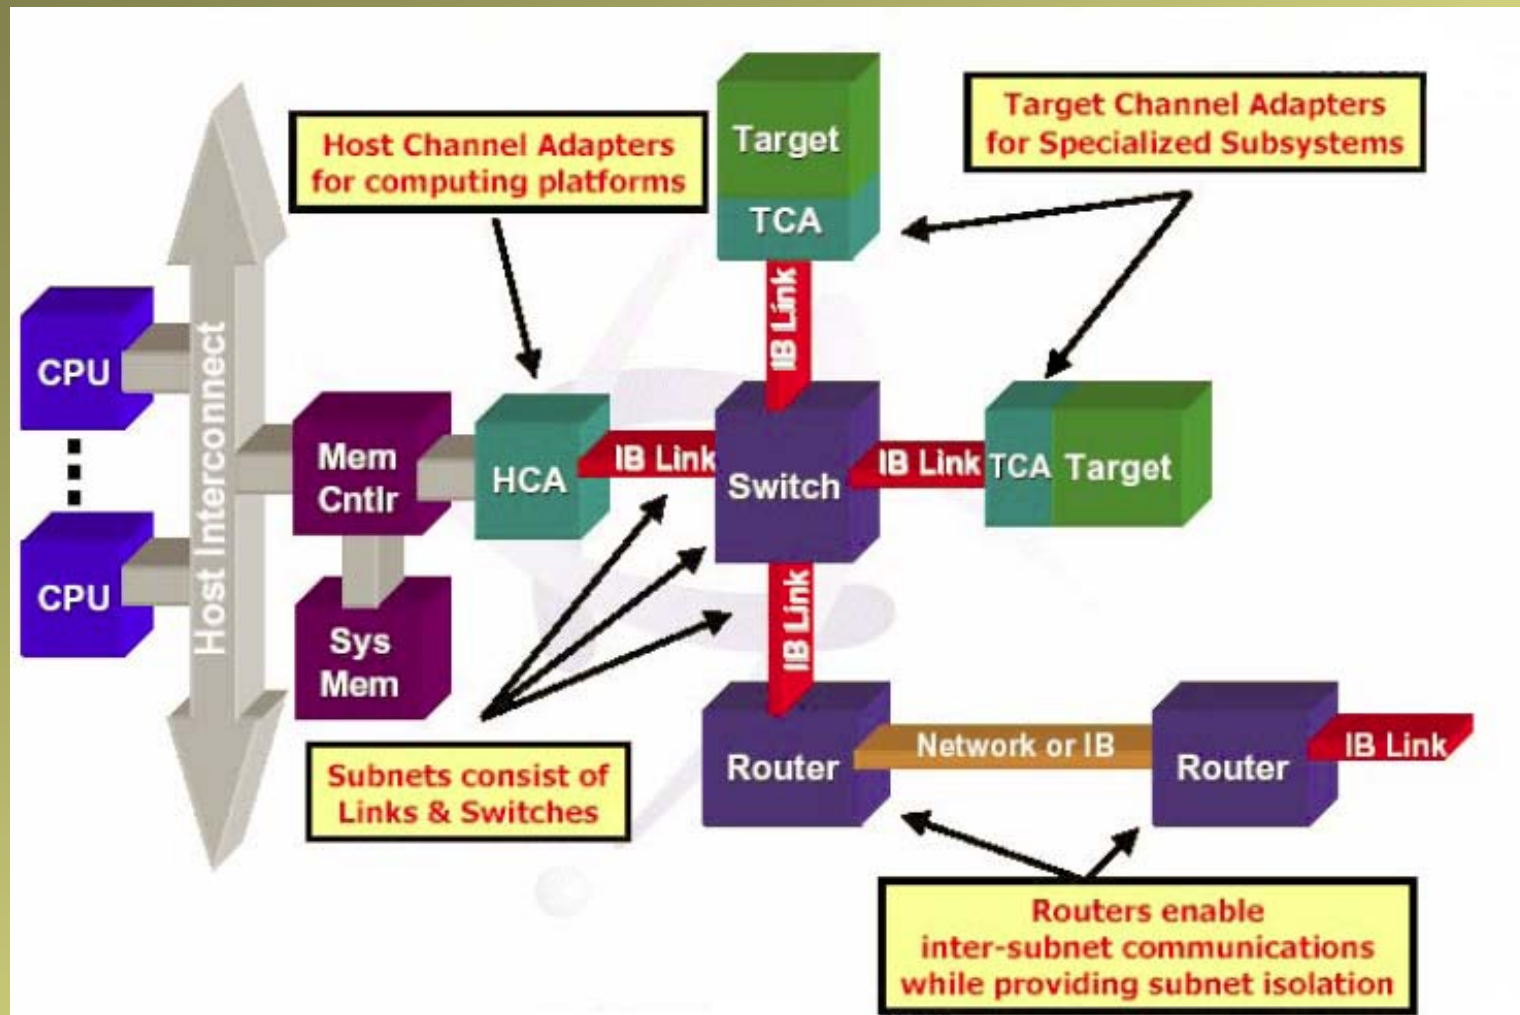 Host Channel Adapters
for computing platforms
Target Channel Adapters
for Specialized Subsystems
Target
TCA
IB Link
CPU
CPU
Host Interconnect
Mem
Cntlr
Sys
Mem
HCA
IB Link
Switch
IB Link
TCA
Target
IB Link
Subnets consist of
Links & Switches
Router
Network or IB
Router
IB Link
Routers enable
inter-subnet communications
while providing subnet isolation